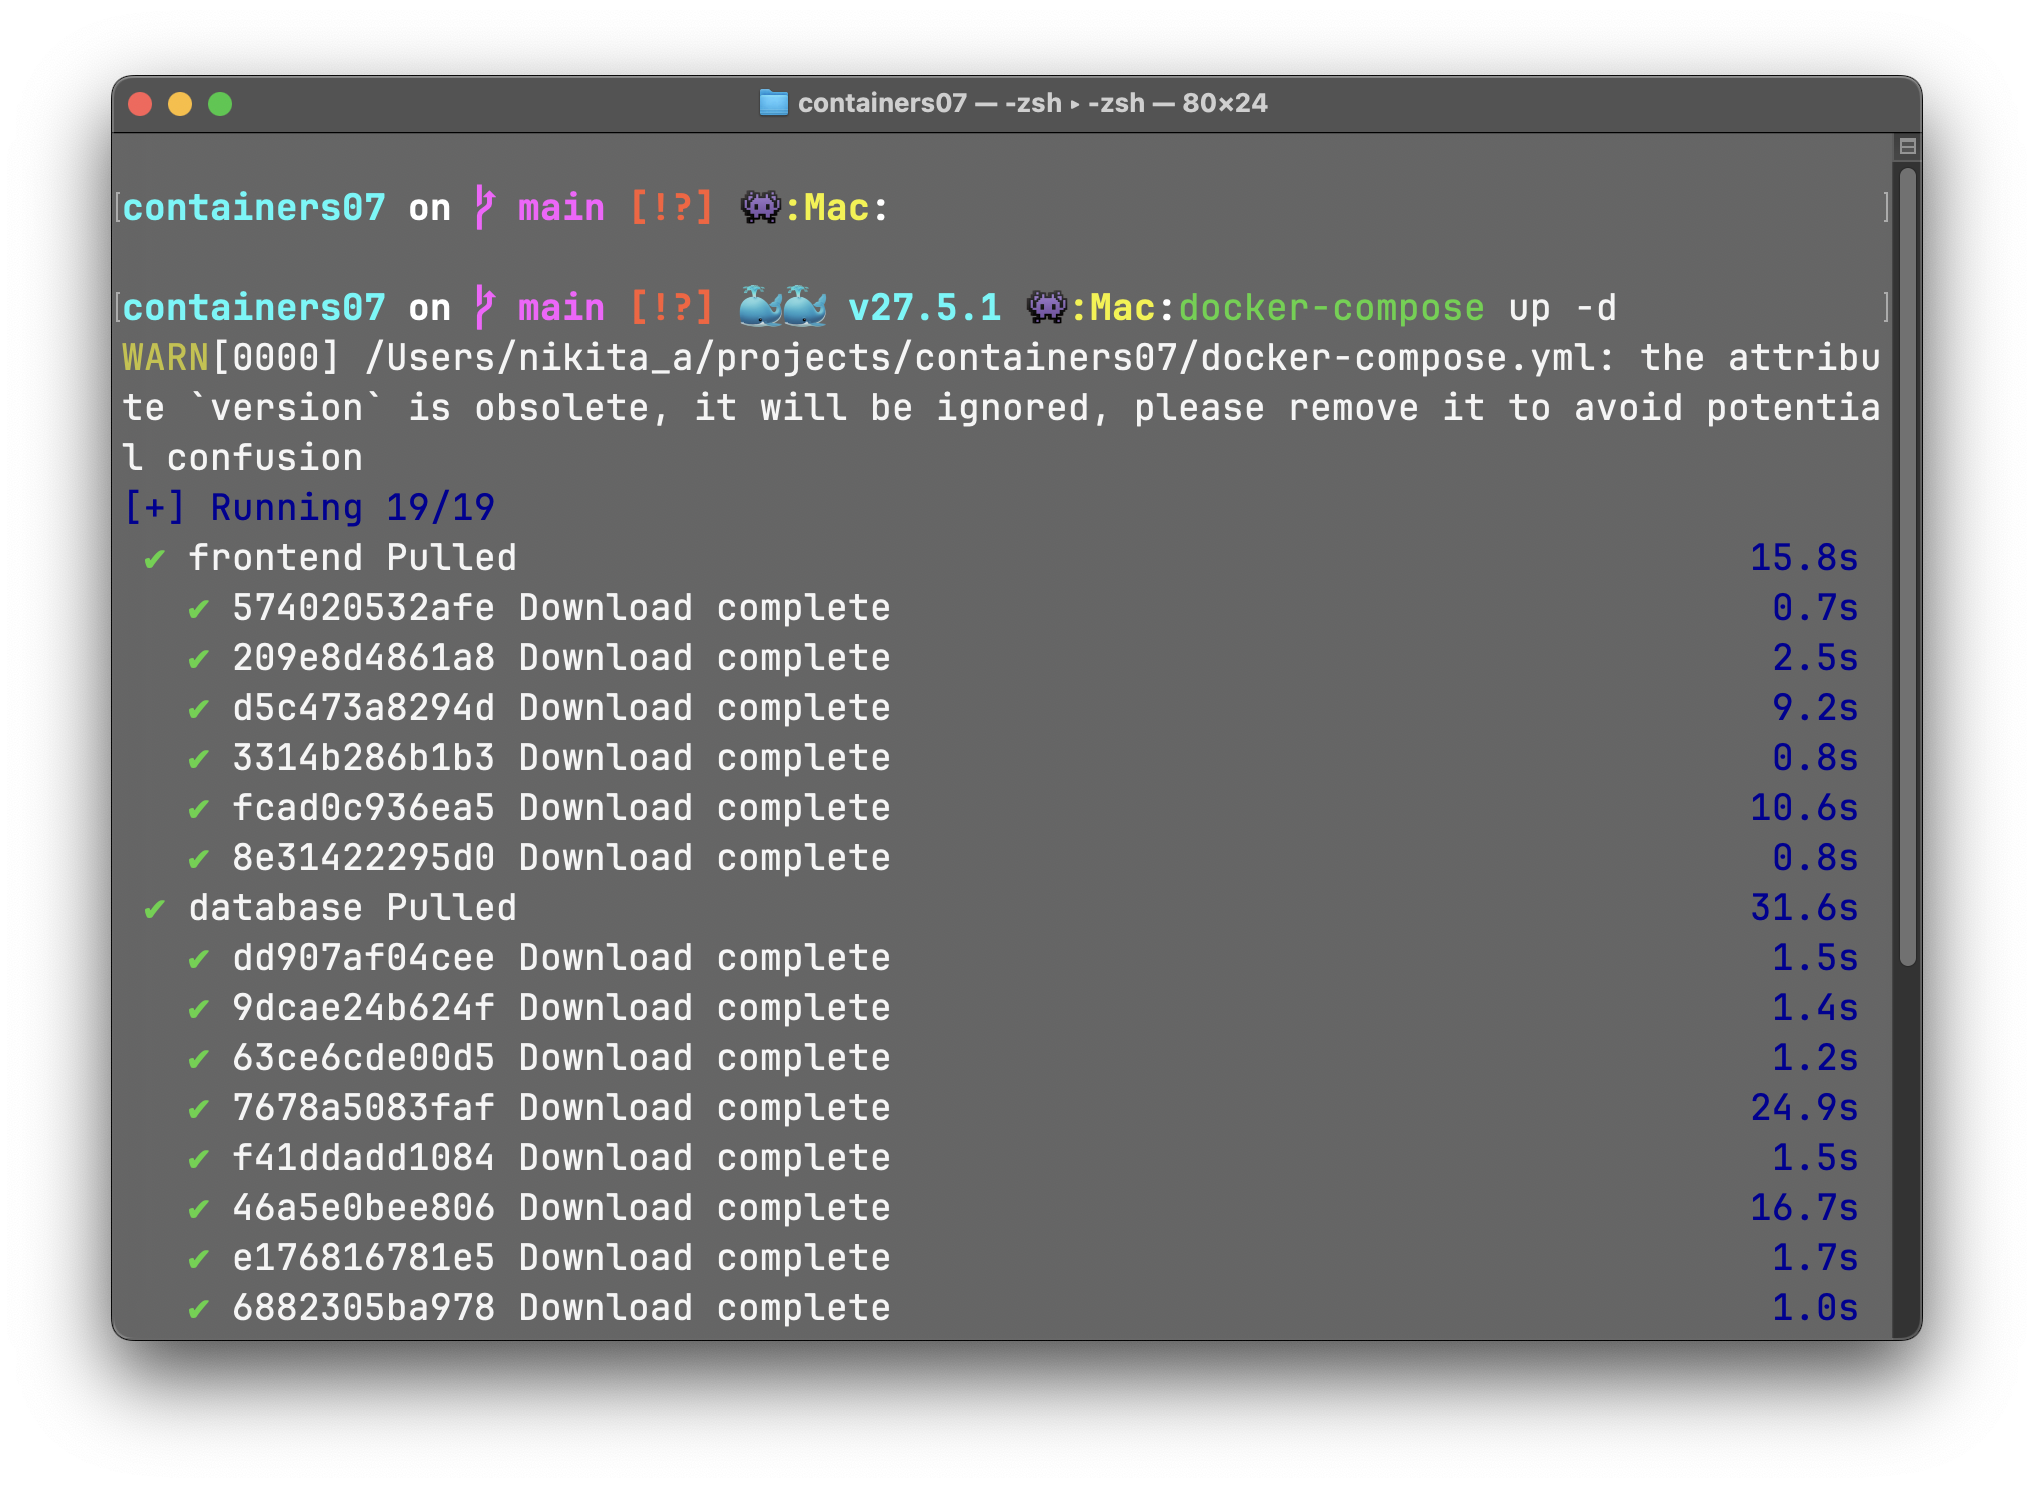 containers07 — -zsh ▸ -zsh — 80×24
containers07 on main [!?] :Mac:
containers07 on main [!?] v27.5.1 :Mac:docker-compose up -d
WARN[0000] /Users/nikita_a/projects/containers07/docker-compose.yml: the attribu
te `version` is obsolete, it will be ignored, please remove it to avoid potentia
l confusion
[+] Running 19/19
✔ frontend Pulled 15.8s
✔ 574020532afe Download complete 0.7s
✔ 209e8d4861a8 Download complete 2.5s
✔ d5c473a8294d Download complete 9.2s
✔ 3314b286b1b3 Download complete 0.8s
✔ fcad0c936ea5 Download complete 10.6s
✔ 8e31422295d0 Download complete 0.8s
✔ database Pulled 31.6s
✔ dd907af04cee Download complete 1.5s
✔ 9dcae24b624f Download complete 1.4s
✔ 63ce6cde00d5 Download complete 1.2s
✔ 7678a5083faf Download complete 24.9s
✔ f41ddadd1084 Download complete 1.5s
✔ 46a5e0bee806 Download complete 16.7s
✔ e176816781e5 Download complete 1.7s
✔ 6882305ba978 Download complete 1.0s